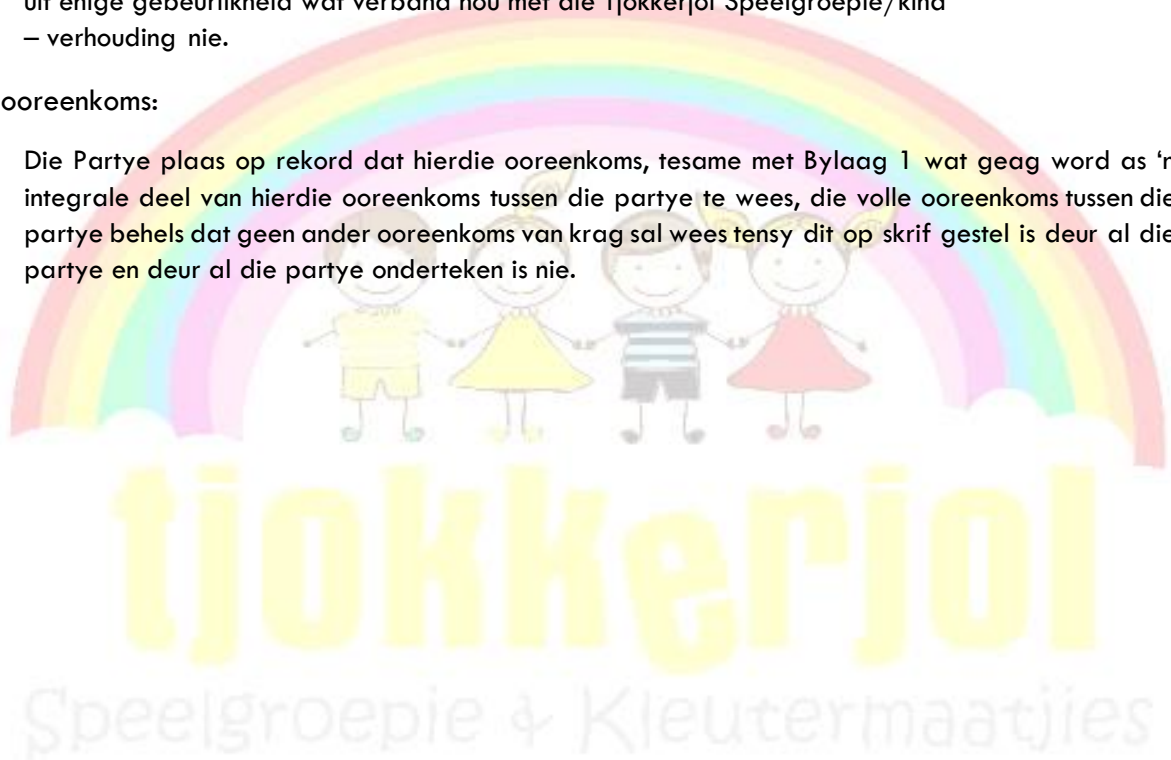 uit enige gebeurlikheid wat verband hou met die Tjokkerjol Speelgroepie/kind
– verhouding nie.
ooreenkoms:
Die Partye plaas op rekord dat hierdie ooreenkoms, tesame met Bylaag 1 wat geag word as ‘n
integrale deel van hierdie ooreenkoms tussen die partye te wees, die volle ooreenkoms tussen die
partye behels dat geen ander ooreenkoms van krag sal wees tensy dit op skrif gestel is deur al die
partye en deur al die partye onderteken is nie.
tjokkerjol
Speelgroepie & Kleutermaatjies